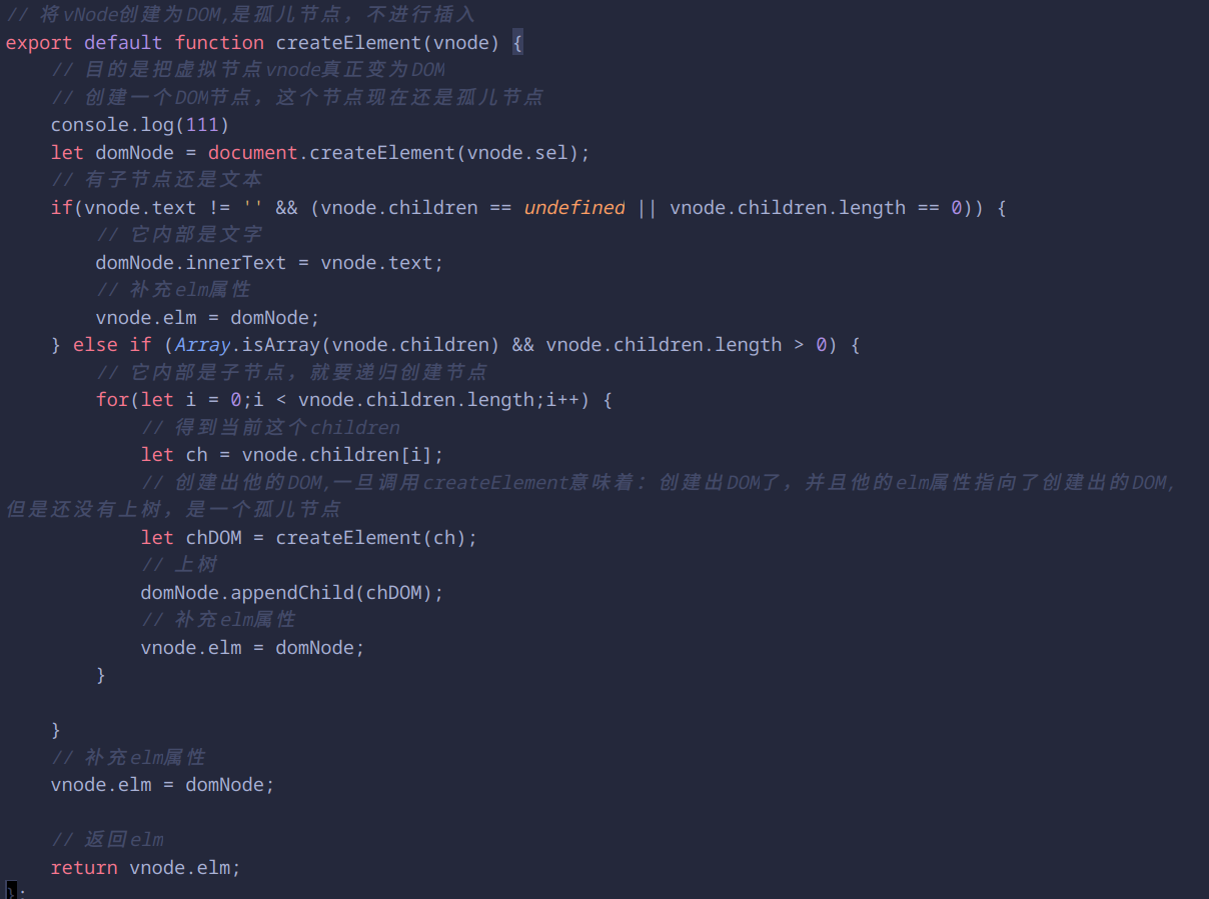 // 将vNode创建为DOM,是孤儿节点，不进行插入
export default function createElement(vnode) {
    // 目的是把虚拟节点vnode真正变为DOM
    // 创建一个DOM节点，这个节点现在还是孤儿节点
    console.log(111)
    let domNode = document.createElement(vnode.sel);
    // 有子节点还是文本
    if(vnode.text != '' && (vnode.children == undefined || vnode.children.length == 0)) {
        // 它内部是文字
        domNode.innerText = vnode.text;
        // 补充elm属性
        vnode.elm = domNode;
    } else if (Array.isArray(vnode.children) && vnode.children.length > 0) {
        // 它内部是子节点，就要递归创建节点
        for(let i = 0;i < vnode.children.length;i++) {
            // 得到当前这个children
            let ch = vnode.children[i];
            // 创建出他的DOM,一旦调用createElement意味着：创建出DOM了，并且他的elm属性指向了创建出的DOM,
但是还没有上树，是一个孤儿节点
            let chDOM = createElement(ch);
            // 上树
            domNode.appendChild(chDOM);
            // 补充elm属性
            vnode.elm = domNode;
        }
    }
    // 补充elm属性
    vnode.elm = domNode;
    // 返回elm
    return vnode.elm;
};